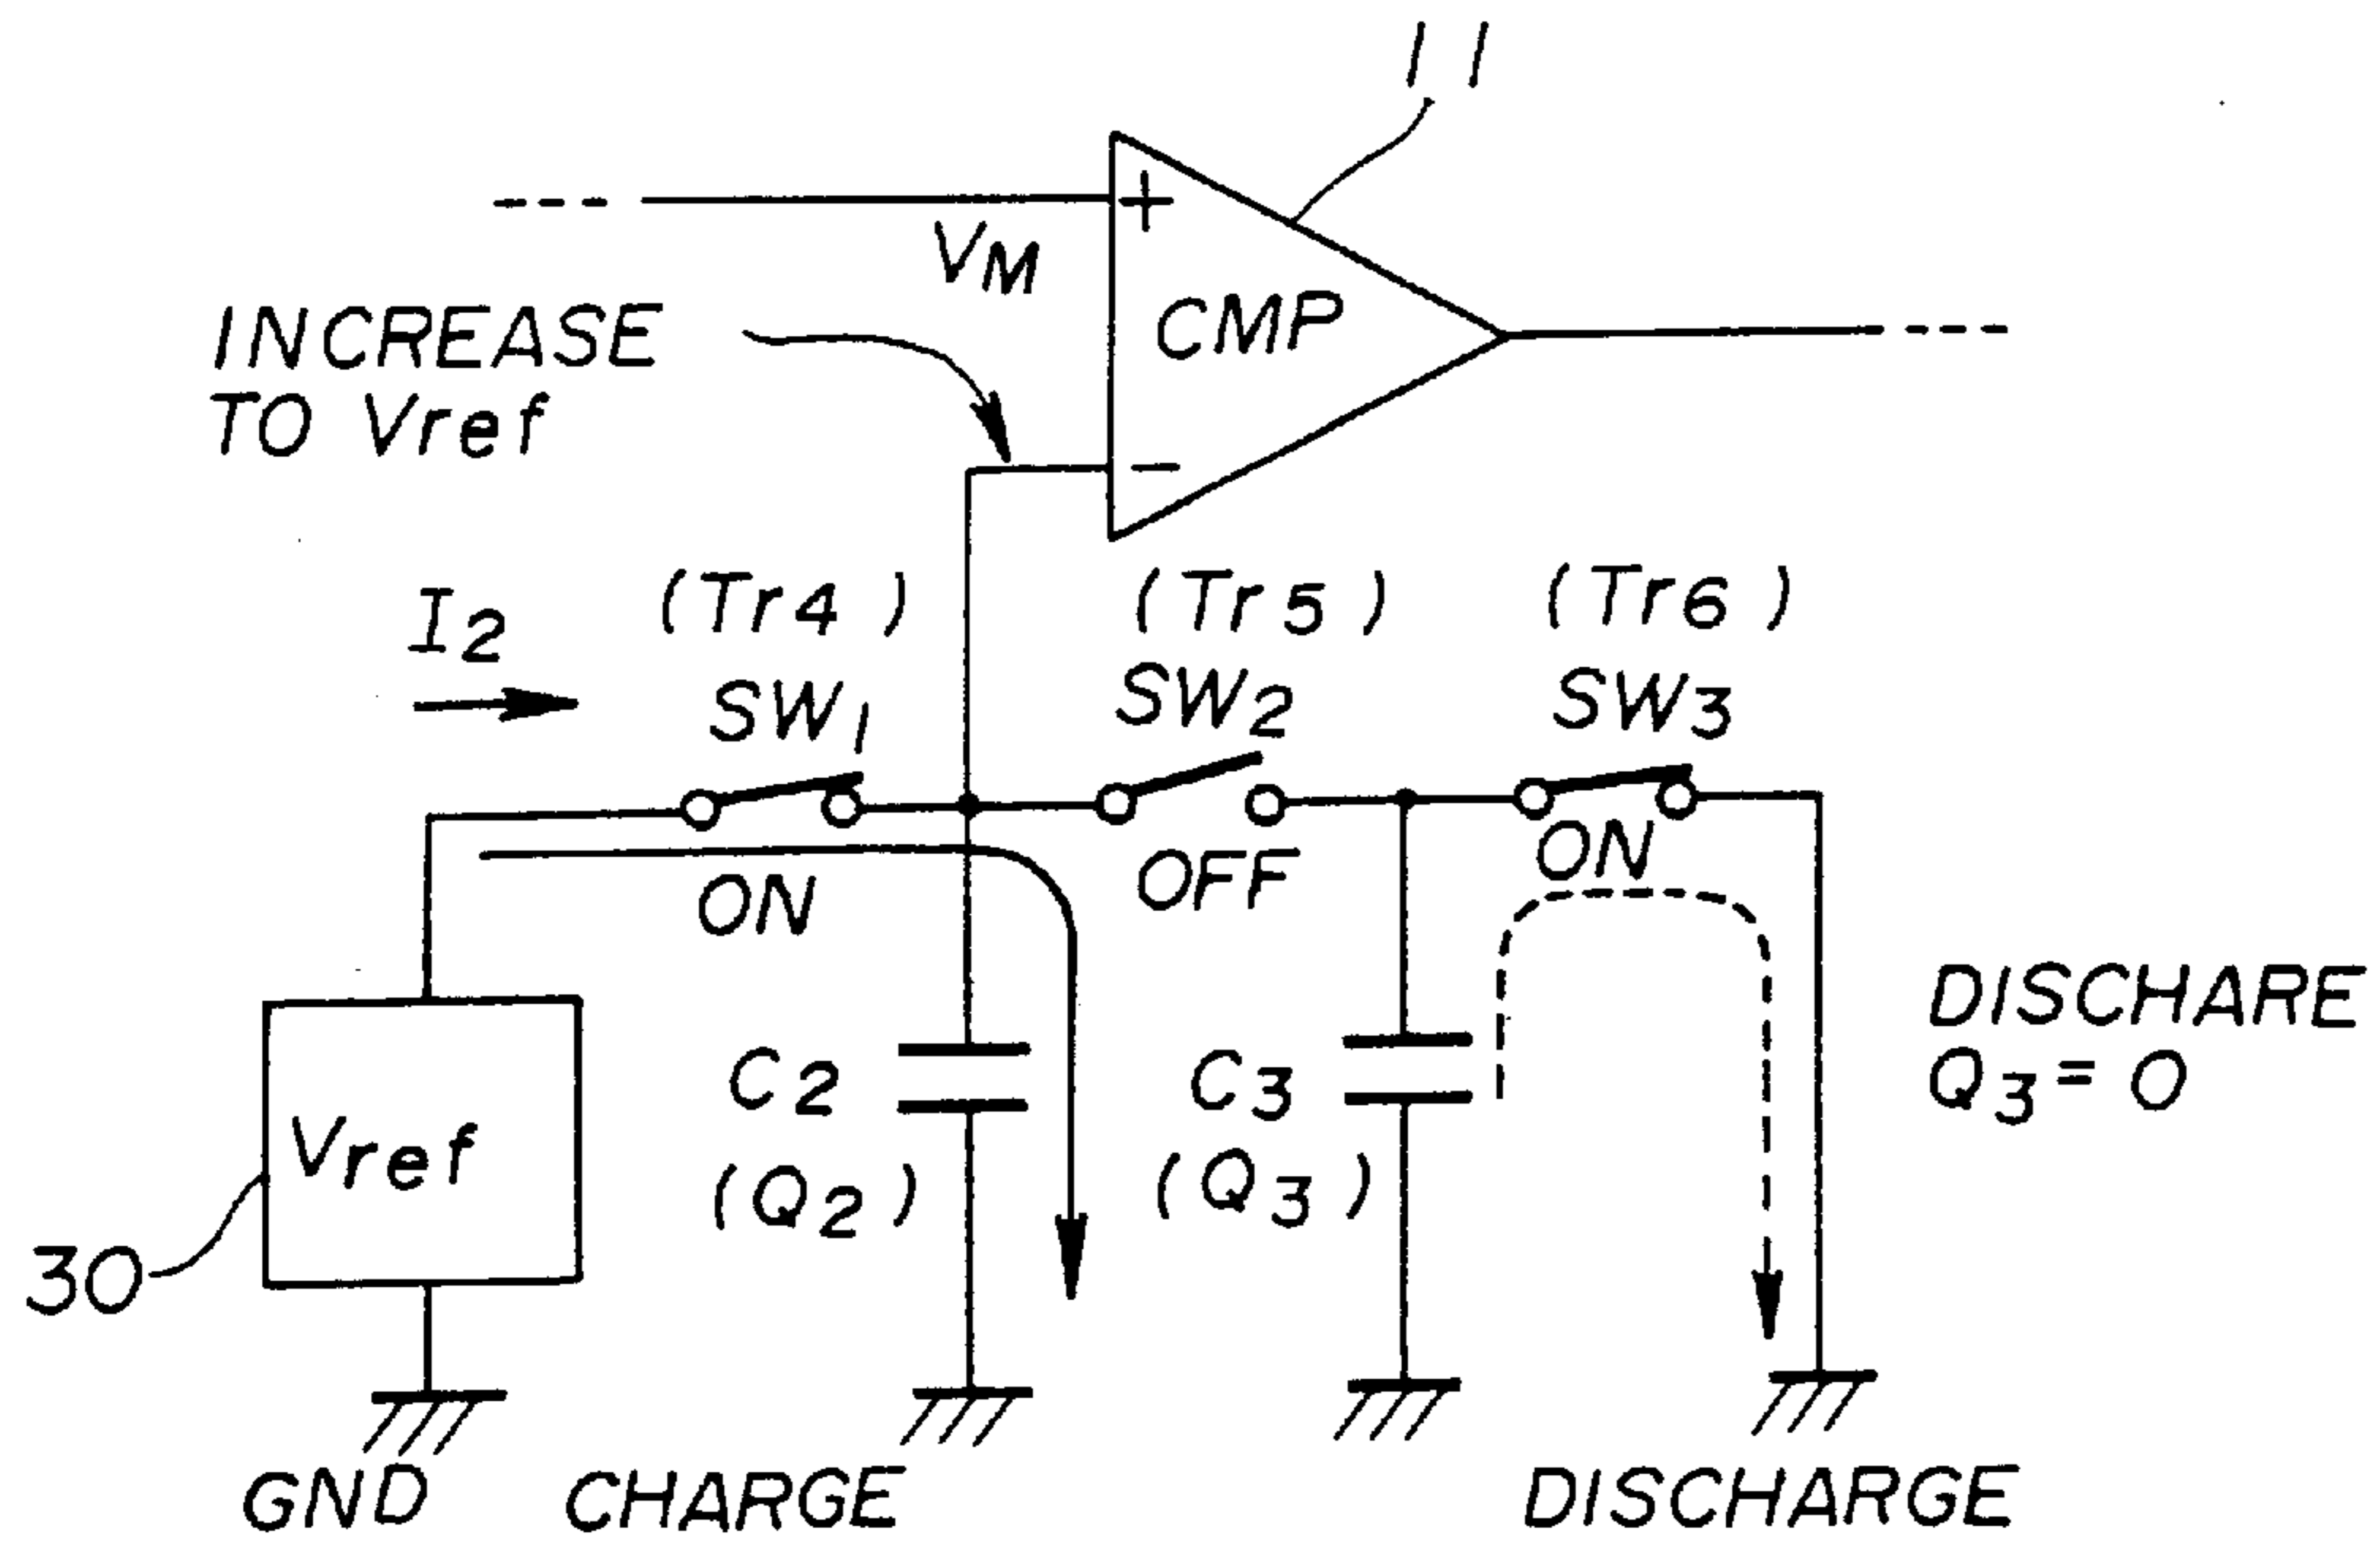 11
+
VM
CMP
INCREASE
TO Vref
−
(Tr4) (Tr5) (Tr6)
I2
SW1 SW2 SW3
ON OFF ON
DISCHARE
Q3=0
C2 C3
Vref
(Q2) (Q3)
30
GND CHARGE DISCHARGE